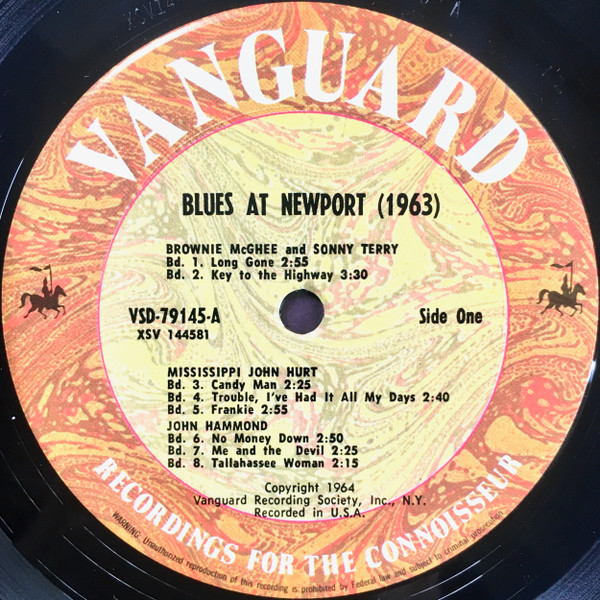 VANGUARD
BLUES AT NEWPORT (1963)
BROWNIE McGHEE and SONNY TERRY
Bd. 1. Long Gone 2:55
Bd. 2. Key to the Highway 3:30
VSD-79145-A Side One
XSV 144581
MISSISSIPPI JOHN HURT
Bd. 3. Candy Man 2:25
Bd. 4. Trouble, I've Had It All My Days 2:40
Bd. 5. Frankie 2:55
JOHN HAMMOND
Bd. 6. No Money Down 2:50
Bd. 7. Me and the Devil 2:25
Bd. 8. Tallahassee Woman 2:15
Copyright 1964
Vanguard Recording Society, Inc., N.Y.
Recorded in U.S.A.
RECORDINGS FOR THE CONNOISSEUR
WARNING: Unauthorized reproduction of this recording is prohibited by Federal law and subject to criminal prosecution